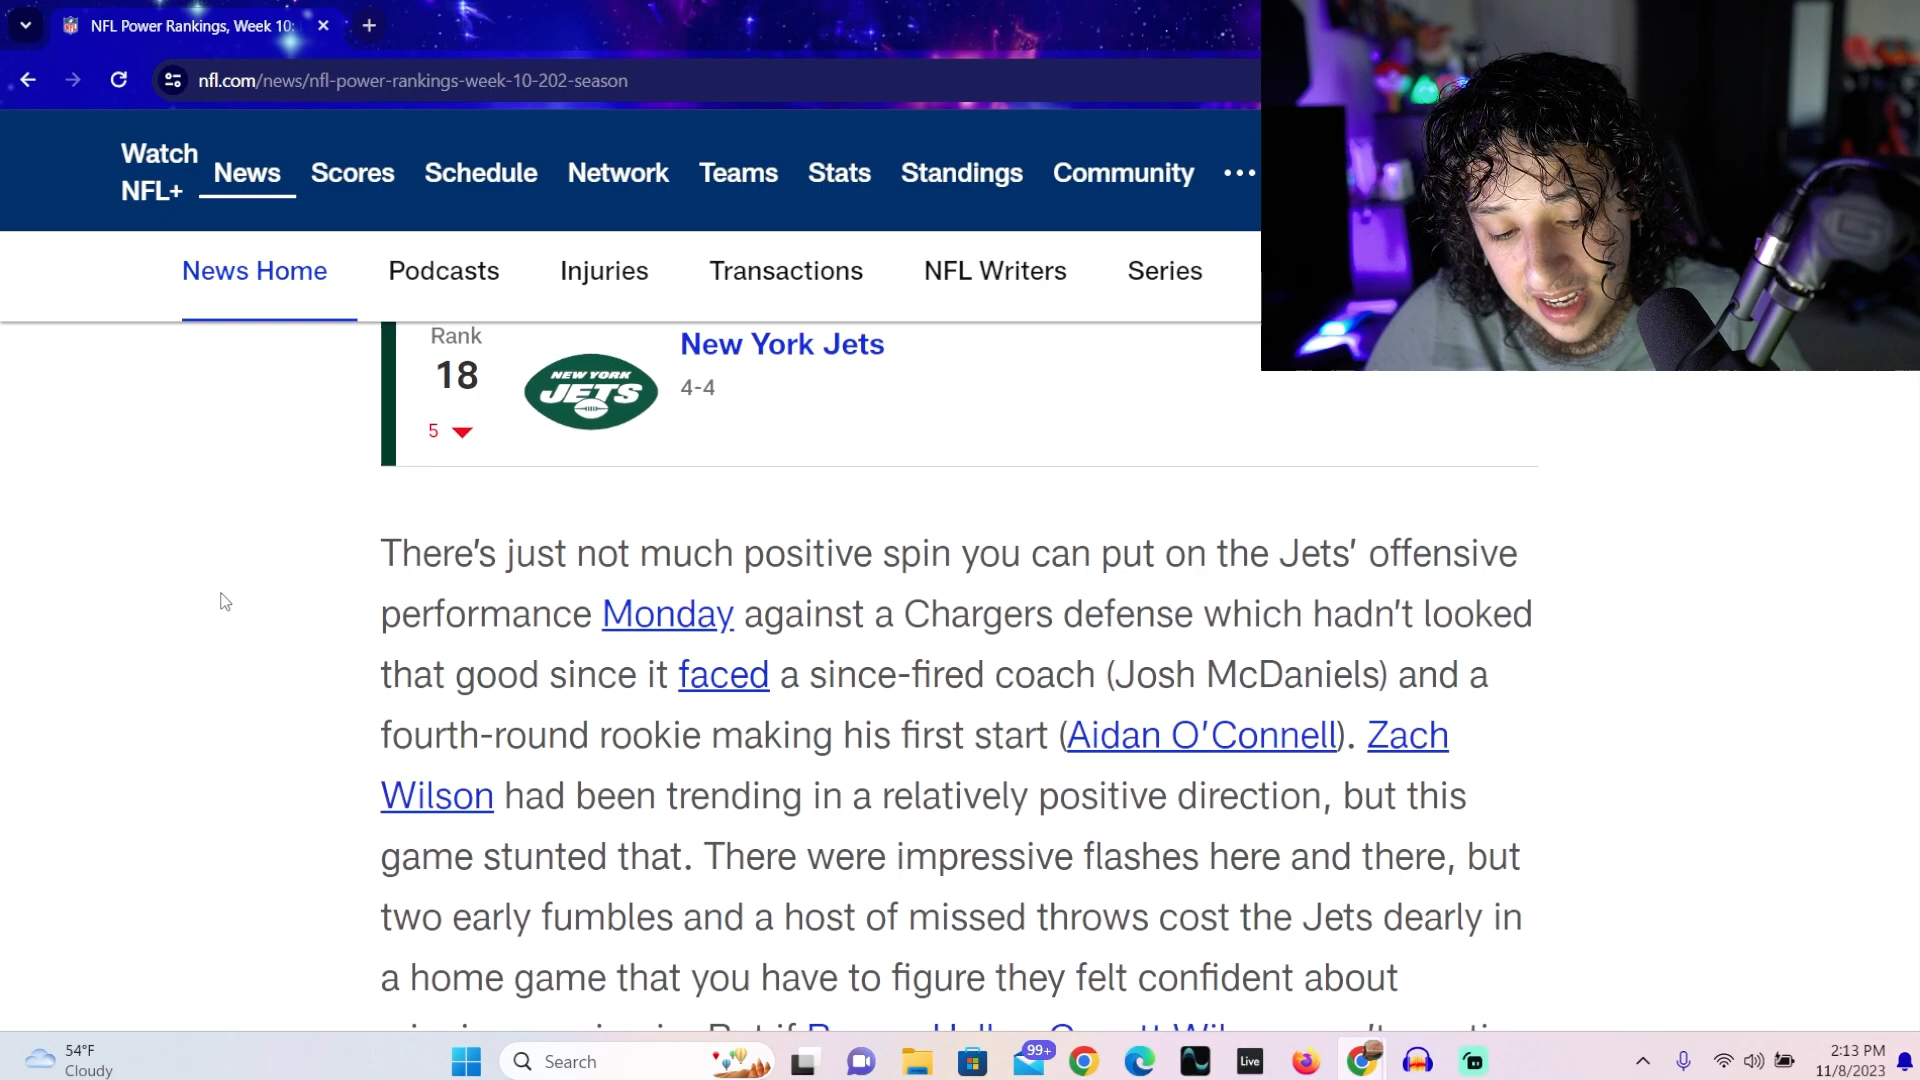 NFL Power Rankings, Week 10:
nfl.com/news/nfl-power-rankings-week-10-202-season
Watch NFL+
News
Scores
Schedule
Network
Teams
Stats
Standings
Community
News Home
Podcasts
Injuries
Transactions
NFL Writers
Series
Rank
18
5
NEW YORK
JETS
New York Jets
4-4
There's just not much positive spin you can put on the Jets' offensive
performance Monday against a Chargers defense which hadn't looked
that good since it faced a since-fired coach (Josh McDaniels) and a
fourth-round rookie making his first start (Aidan O'Connell). Zach
Wilson had been trending in a relatively positive direction, but this
game stunted that. There were impressive flashes here and there, but
two early fumbles and a host of missed throws cost the Jets dearly in
a home game that you have to figure they felt confident about
54°F
Cloudy
Search
99+
Live
2:13 PM
11/8/2023